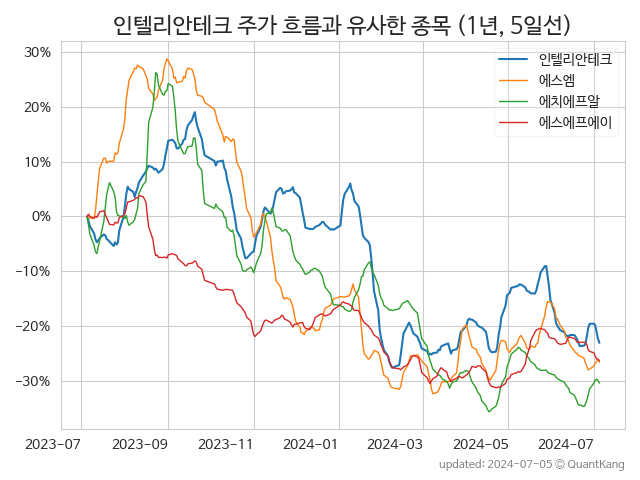 인텔리안테크 주가 흐름과 유사한 종목 (1년, 5일선)
30%
20%
10%
0%
−10%
−20%
−30%
인텔리안테크
에스엠
에치에프알
에스에프에이
2023-07
2023-09
2023-11
2024-01
2024-03
2024-05
2024-07
updated: 2024-07-05 © QuantKang